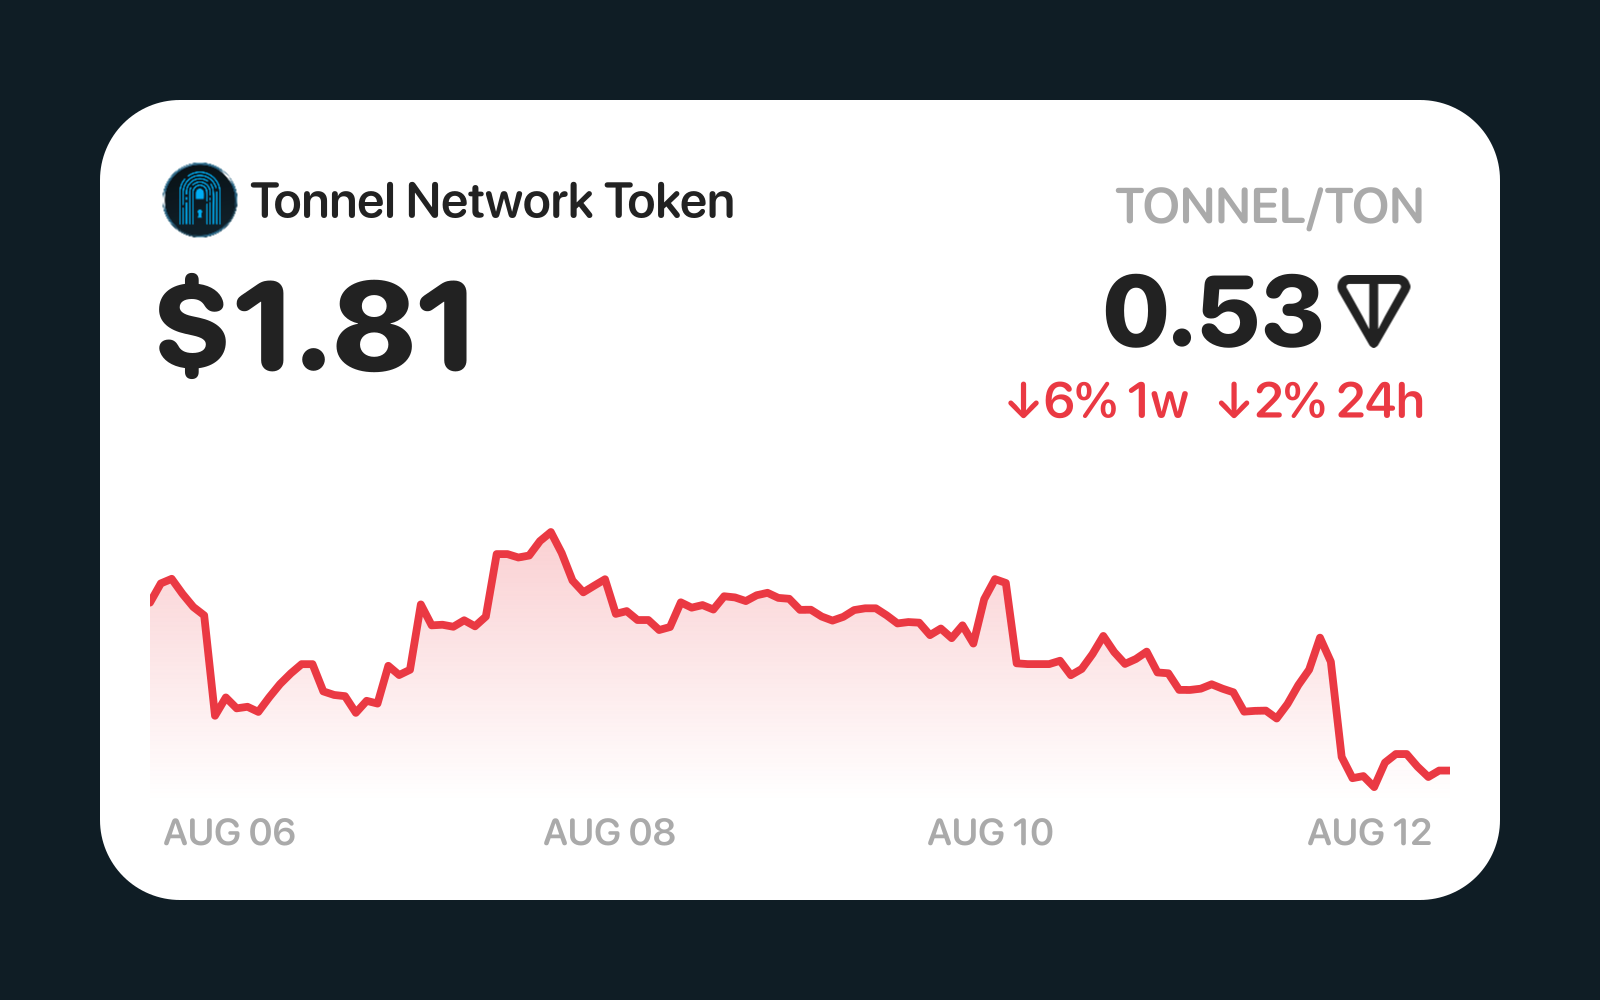 Tonnel Network Token
TONNEL/TON
$1.81
0.53
↓6% 1w ↓2% 24h
AUG 06 AUG 08 AUG 10 AUG 12